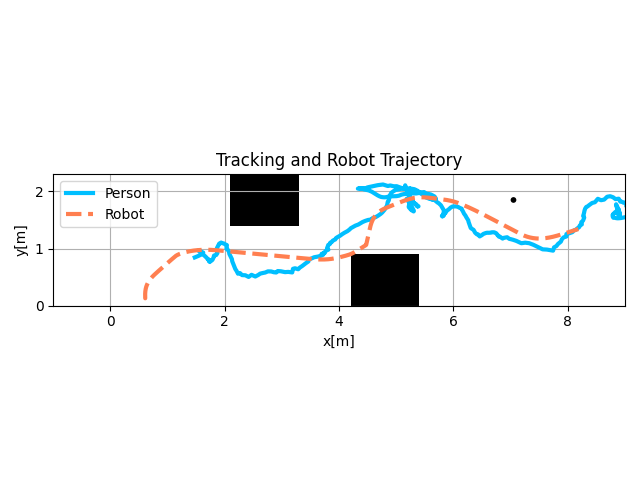 Tracking and Robot Trajectory
Person
Robot
y[m]
2
1
0
0 2 4 6 8
x[m]